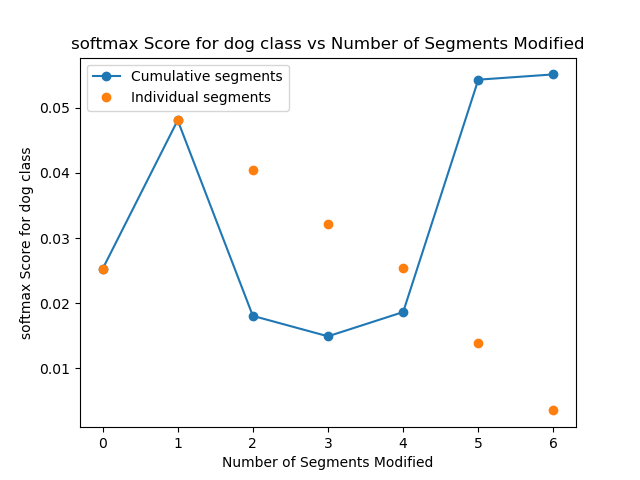 softmax Score for dog class vs Number of Segments Modified
Cumulative segments
Individual segments
softmax Score for dog class
0.05
0.04
0.03
0.02
0.01
0 1 2 3 4 5 6
Number of Segments Modified